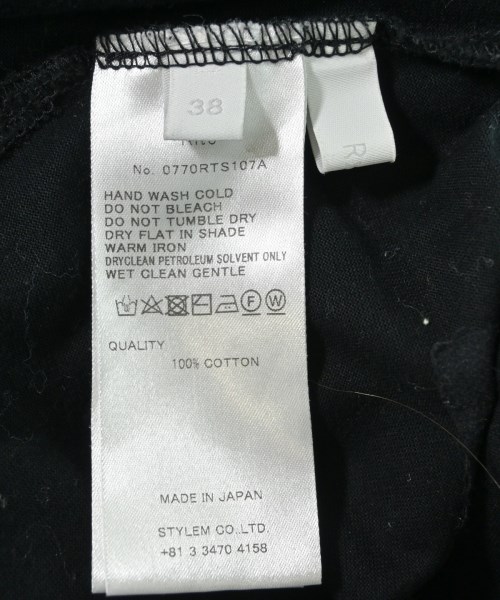 38
R
No. 0770RTS107A
HAND WASH COLD
DO NOT BLEACH
DO NOT TUMBLE DRY
DRY FLAT IN SHADE
WARM IRON
DRYCLEAN PETROLEUM SOLVENT ONLY
WET CLEAN GENTLE
F W
QUALITY
100% COTTON
MADE IN JAPAN
STYLEM CO.,LTD.
+81 3 3470 4158